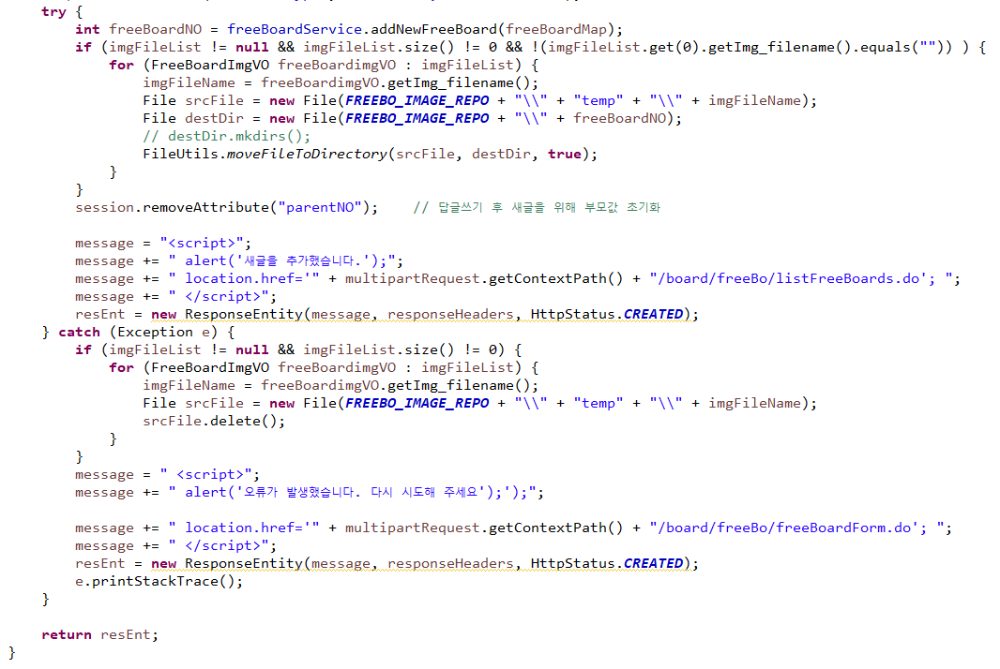 try {
int freeBoardNO = freeBoardService.addNewFreeBoard(freeBoardMap);
if (imgFileList != null && imgFileList.size() != 0 && !(imgFileList.get(0).getImg_filename().equals("")) ) {
for (FreeBoardImgVO freeBoardimgVO : imgFileList) {
imgFileName = freeBoardimgVO.getImg_filename();
File srcFile = new File(FREEBO_IMAGE_REPO + "\\" + "temp" + "\\" + imgFileName);
File destDir = new File(FREEBO_IMAGE_REPO + "\\" + freeBoardNO);
// destDir.mkdirs();
FileUtils.moveFileToDirectory(srcFile, destDir, true);
}
}
session.removeAttribute("parentNO");    // 답글쓰기 후 새글을 위해 부모값 초기화
message = "<script>";
message += " alert('새글을 추가했습니다.');";
message += " location.href='" + multipartRequest.getContextPath() + "/board/freeBo/listFreeBoards.do'; ";
message += " </script>";
resEnt = new ResponseEntity(message, responseHeaders, HttpStatus.CREATED);
} catch (Exception e) {
if (imgFileList != null && imgFileList.size() != 0) {
for (FreeBoardImgVO freeBoardimgVO : imgFileList) {
imgFileName = freeBoardimgVO.getImg_filename();
File srcFile = new File(FREEBO_IMAGE_REPO + "\\" + "temp" + "\\" + imgFileName);
srcFile.delete();
}
}
message = " <script>";
message += " alert('오류가 발생했습니다. 다시 시도해 주세요');');";
message += " location.href='" + multipartRequest.getContextPath() + "/board/freeBo/freeBoardForm.do'; ";
message += " </script>";
resEnt = new ResponseEntity(message, responseHeaders, HttpStatus.CREATED);
e.printStackTrace();
}
return resEnt;
}